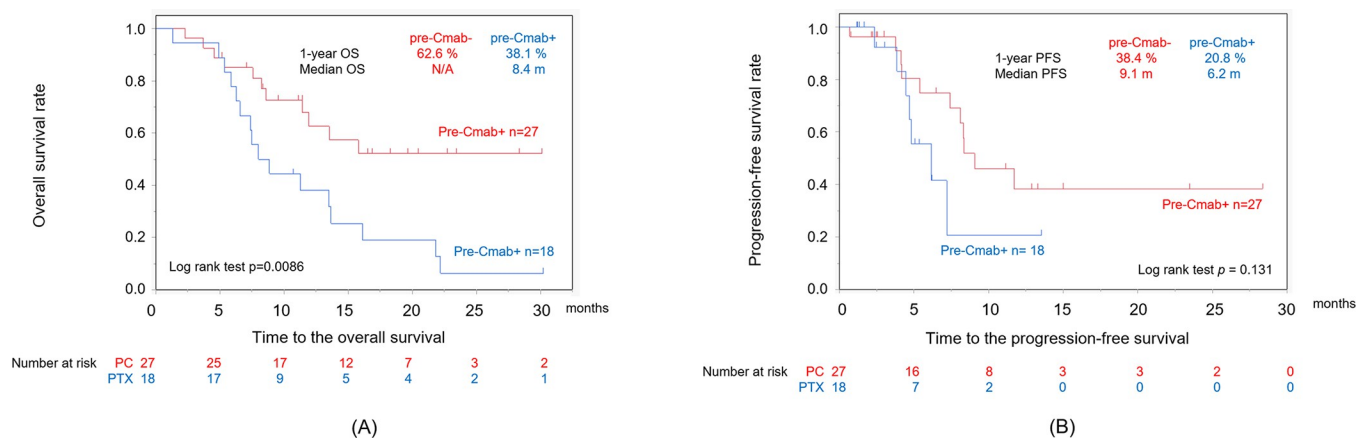 pre-Cmab- pre-Cmab+
1-year OS 62.6 % 38.1 %
Median OS N/A 8.4 m
1.0
0.8
0.6
0.4
0.2
0.0
Overall survival rate
Pre-Cmab+ n=27
Pre-Cmab+ n=18
Log rank test p=0.0086
0 5 10 15 20 25 30 months
Time to the overall survival
Number at risk PC 27 25 17 12 7 3 2
PTX 18 17 9 5 4 2 1
(A)
pre-Cmab- pre-Cmab+
1-year PFS 38.4 % 20.8 %
Median PFS 9.1 m 6.2 m
1.0
0.8
0.6
0.4
0.2
0.0
Progression-free survival rate
Pre-Cmab+ n=27
Pre-Cmab+ n= 18
Log rank test p = 0.131
0 5 10 15 20 25 30 months
Time to the progression-free survival
Number at risk PC 27 16 8 3 3 2 0
PTX 18 7 2 0 0 0 0
(B)